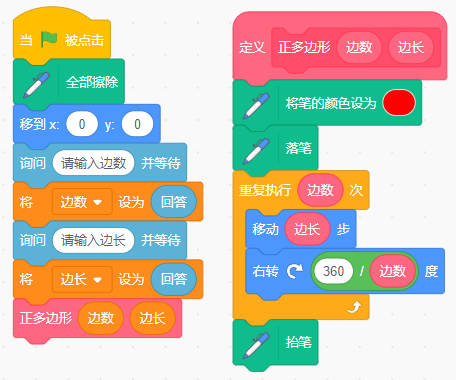 当 被点击
全部擦除
移到 x: 0 y: 0
询问 请输入边数 并等待
将 边数 设为 回答
询问 请输入边长 并等待
将 边长 设为 回答
正多边形 边数 边长
定义 正多边形 边数 边长
将笔的颜色设为
落笔
重复执行 边数 次
移动 边长 步
右转 360 / 边数 度
抬笔